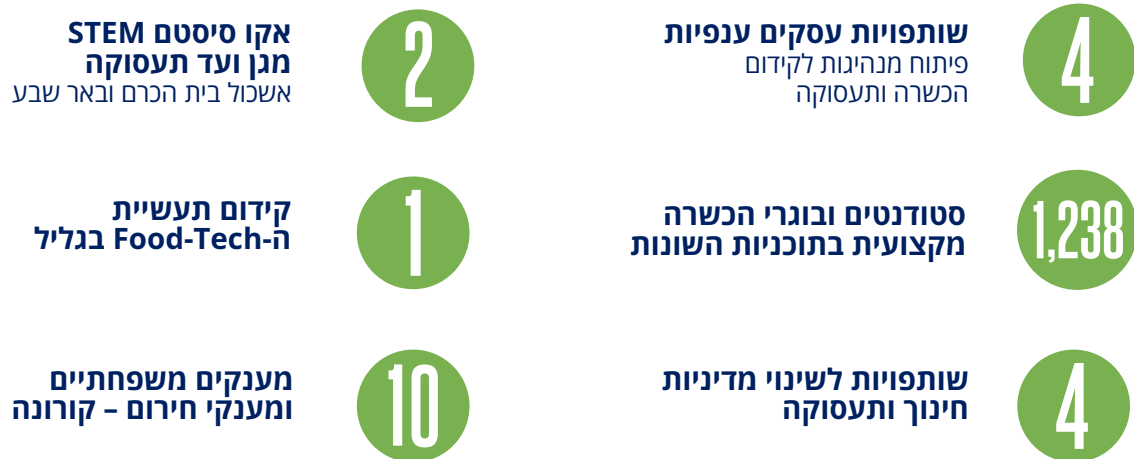 4
שותפויות עסקים ענפיות
פיתוח מנהיגות לקידום
הכשרה ותעסוקה
2
אקו סיסטם STEM
מגן ועד תעסוקה
אשכול בית הכרם ובאר שבע
1,238
סטודנטים ובוגרי הכשרה
מקצועית בתוכניות השונות
1
קידום תעשיית
ה-Food-Tech בגליל
4
שותפויות לשינוי מדיניות
חינוך ותעסוקה
10
מענקים משפחתיים
ומענקי חירום – קורונה